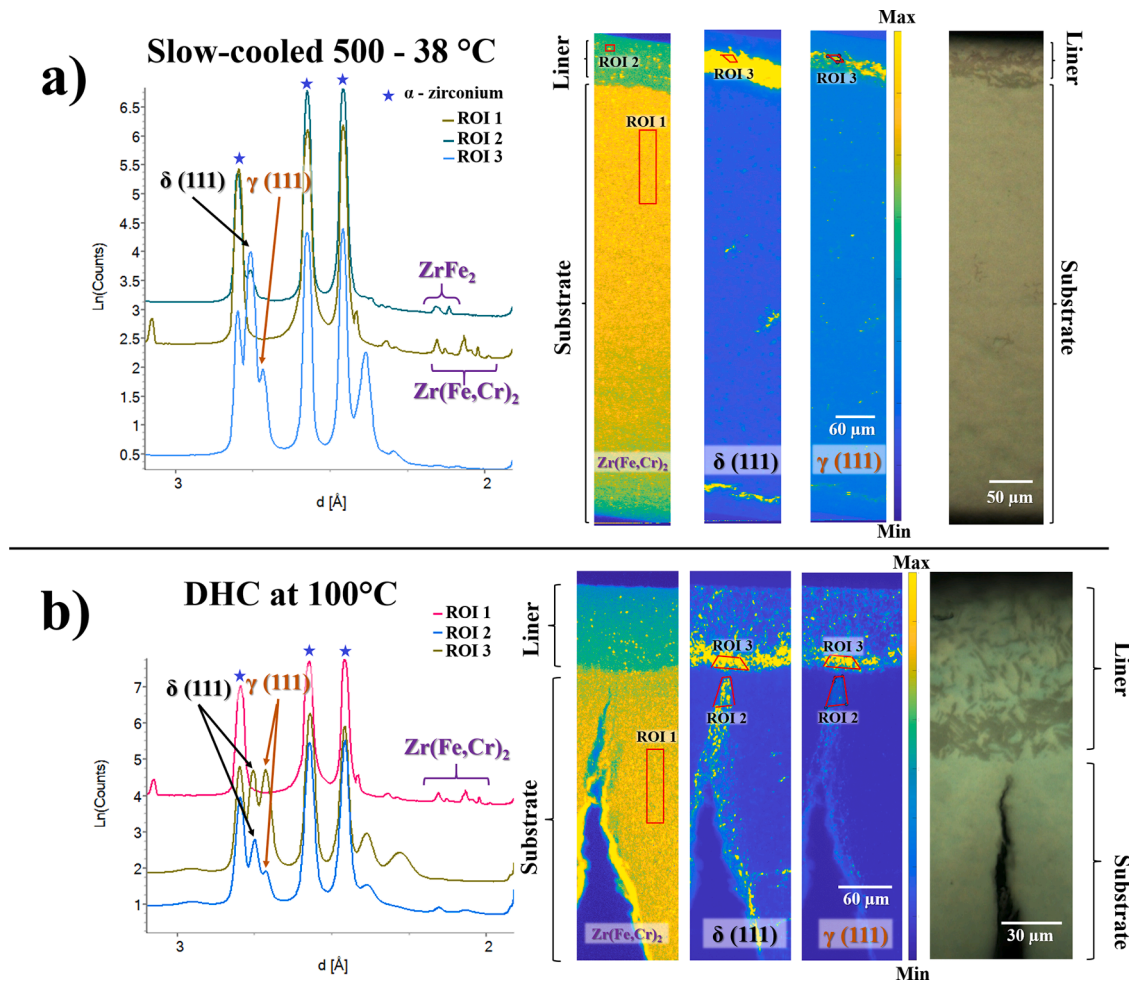 a)
Slow-cooled 500 - 38 °C
★ α - zirconium
ROI 1
ROI 2
ROI 3
δ (111)
γ (111)
ZrFe₂
Zr(Fe,Cr)₂
Ln(Counts)
6.5
6
5.5
5
4.5
4
3.5
3
2.5
2
1.5
1
0.5
3
2
d [Å]
Liner
Substrate
ROI 2
ROI 1
Zr(Fe,Cr)₂
ROI 3
δ (111)
ROI 3
60 µm
γ (111)
Max
Min
50 µm
Liner
Substrate
b)
DHC at 100°C
ROI 1
ROI 2
ROI 3
δ (111)
γ (111)
Zr(Fe,Cr)₂
Ln(Counts)
7
6
5
4
3
2
1
3
2
d [Å]
Liner
Substrate
ROI 1
Zr(Fe,Cr)₂
ROI 3
ROI 2
δ (111)
ROI 3
ROI 2
60 µm
γ (111)
Max
Min
30 µm
Liner
Substrate